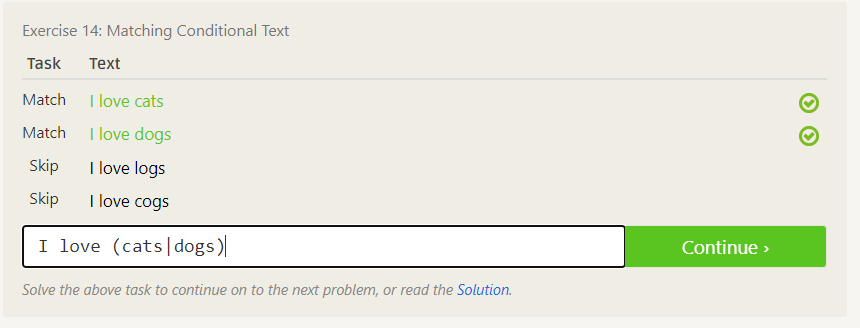 Exercise 14: Matching Conditional Text
Task Text
Match I love cats
Match I love dogs
Skip I love logs
Skip I love cogs
I love (cats|dogs)
Continue ›
Solve the above task to continue on to the next problem, or read the Solution.